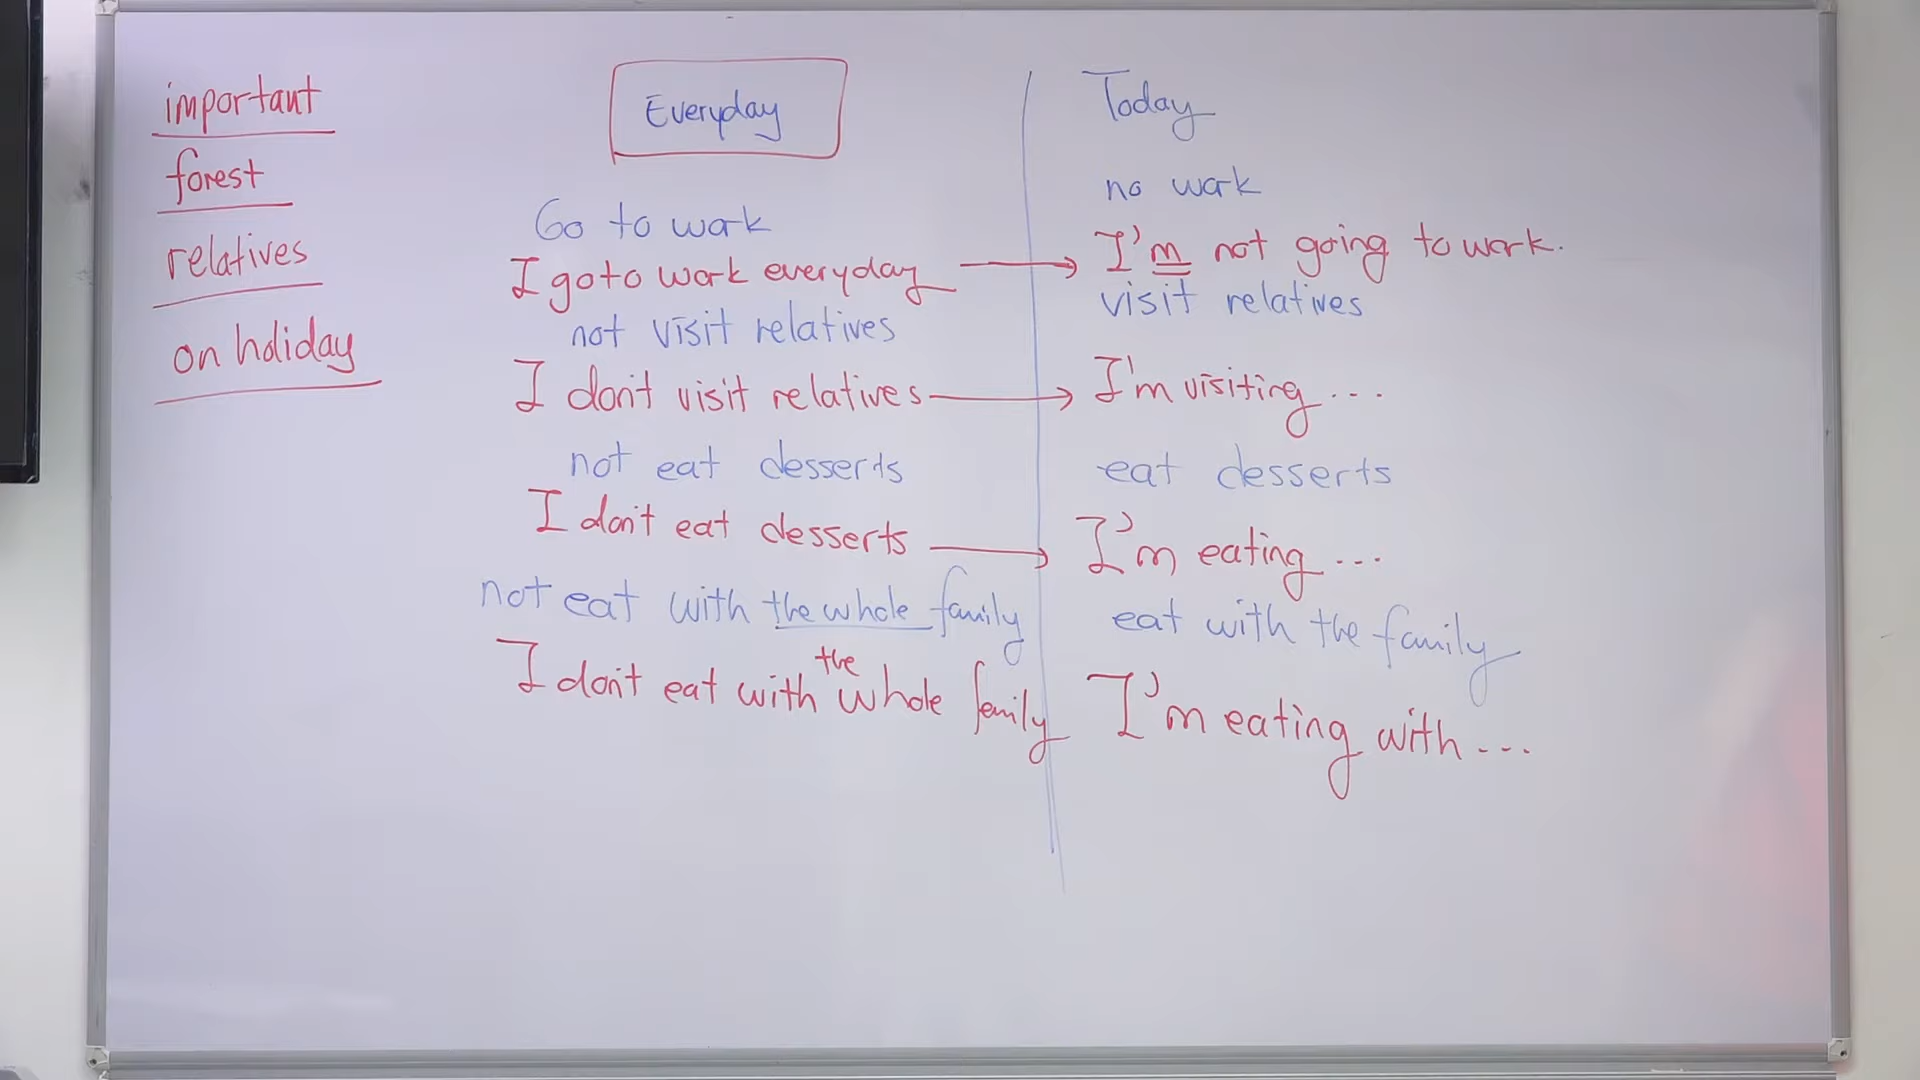 important
forest
relatives
on holiday
Everyday
Go to work
I go to work everyday
not visit relatives
I don't visit relatives
not eat desserts
I don't eat desserts
not eat with the whole family
I don't eat with the whole family
Today
no work
I'm not going to work.
visit relatives
I'm visiting...
eat desserts
I'm eating...
eat with the family
I'm eating with...